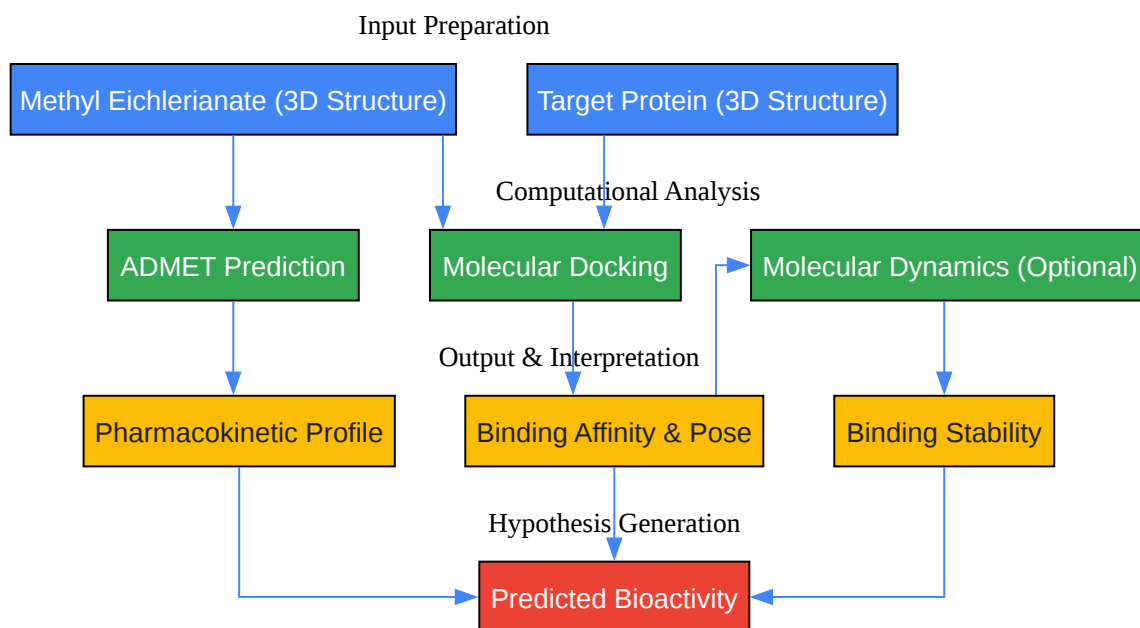 Input Preparation
Methyl Eichlerianate (3D Structure)
Target Protein (3D Structure)
Computational Analysis
ADMET Prediction
Molecular Docking
Molecular Dynamics (Optional)
Output & Interpretation
Pharmacokinetic Profile
Binding Affinity & Pose
Binding Stability
Hypothesis Generation
Predicted Bioactivity